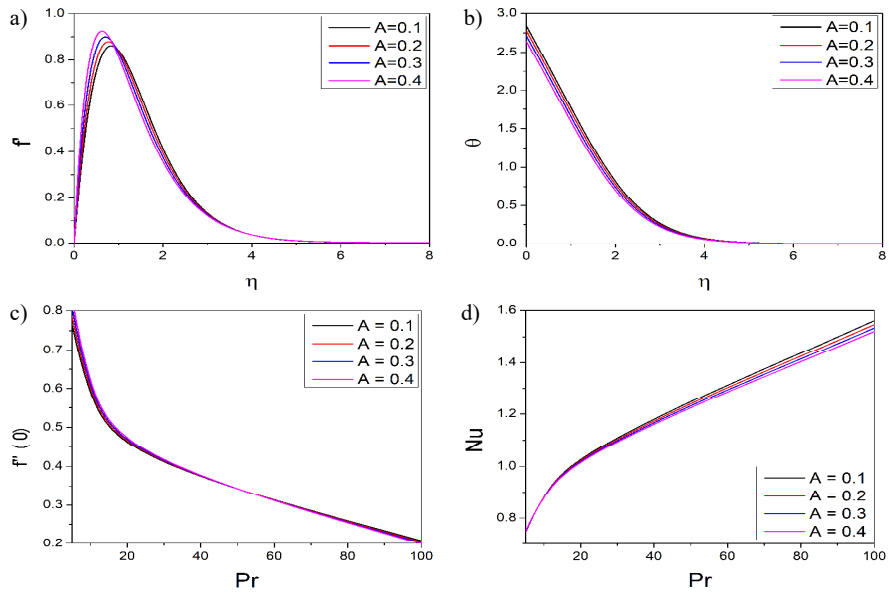 a)
1.0
0.8
0.6
0.4
0.2
0.0
0
2
4
6
8
f'
η
A=0.1
A=0.2
A=0.3
A=0.4
b)
3.0
2.5
2.0
1.5
1.0
0.5
0.0
0
2
4
6
8
θ
η
A=0.1
A=0.2
A=0.3
A=0.4
c)
0.8
0.7
0.6
0.5
0.4
0.3
0.2
20
40
60
80
100
f'' (0)
Pr
A = 0.1
A = 0.2
A = 0.3
A = 0.4
d)
1.6
1.4
1.2
1.0
0.8
20
40
60
80
100
Nu
Pr
A = 0.1
A – 0.2
A = 0.3
A = 0.4